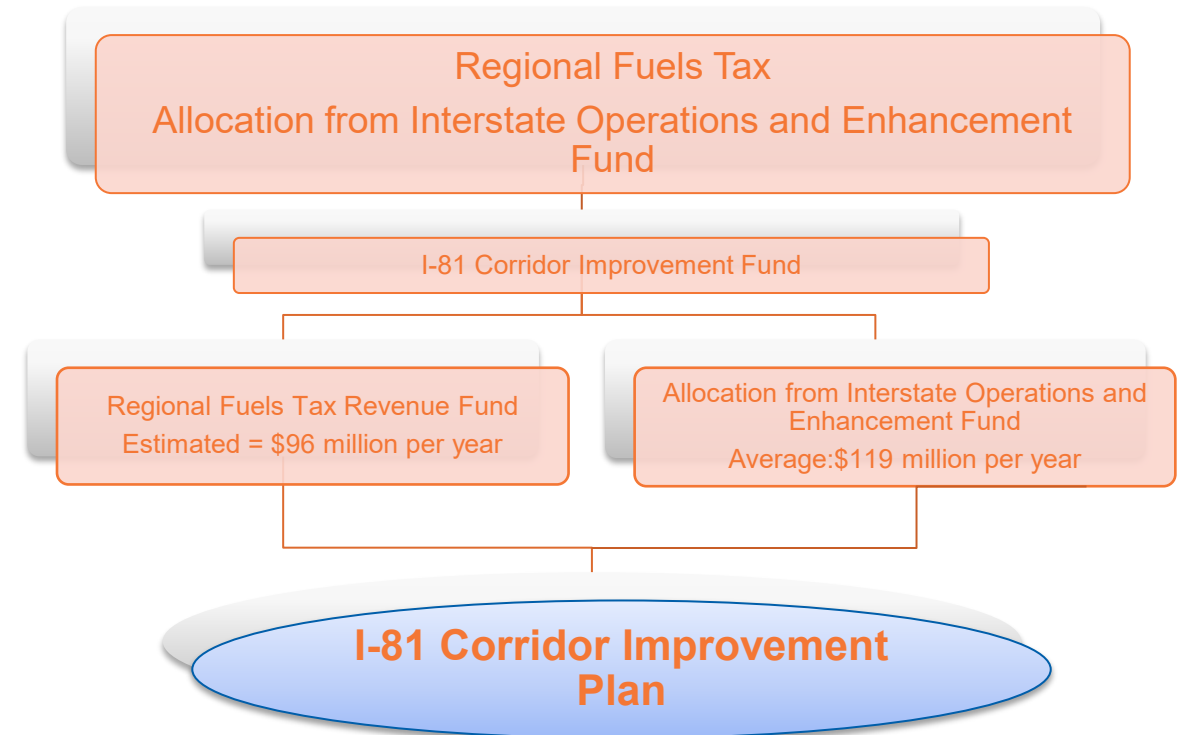 Regional Fuels Tax
Allocation from Interstate Operations and Enhancement
Fund
I-81 Corridor Improvement Fund
Regional Fuels Tax Revenue Fund
Estimated = $96 million per year
Allocation from Interstate Operations and
Enhancement Fund
Average:$119 million per year
I-81 Corridor Improvement
Plan